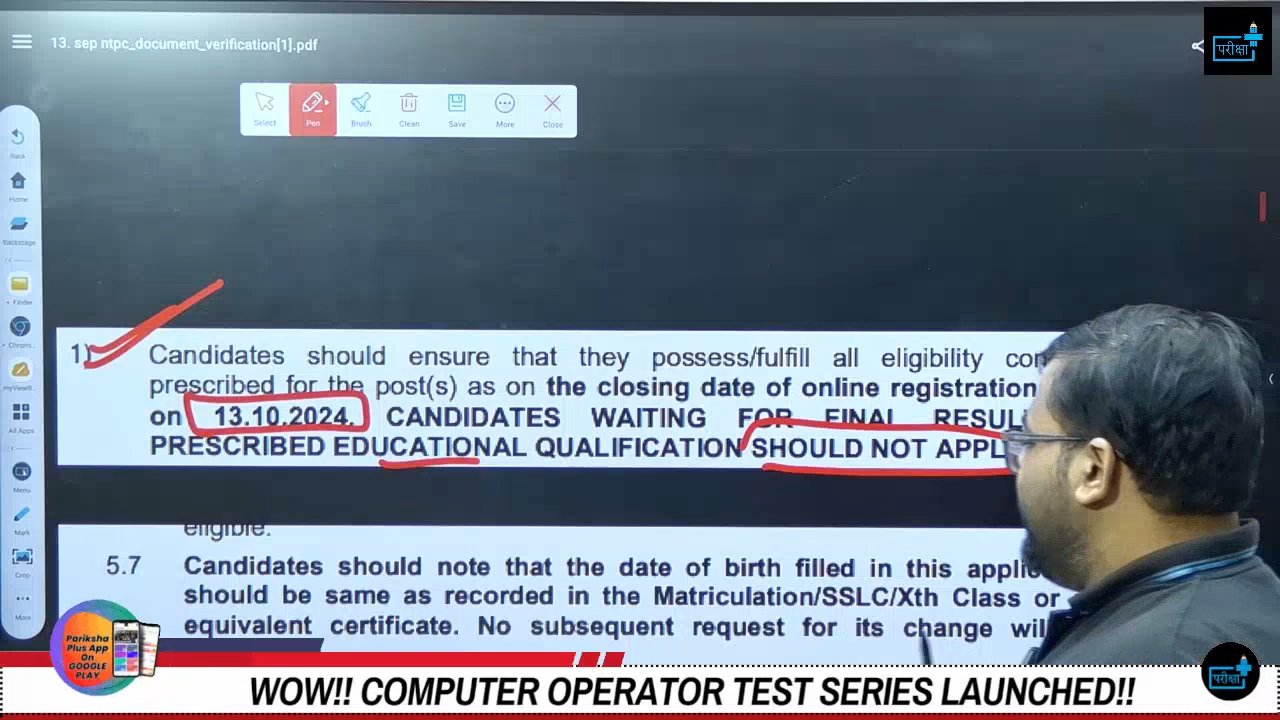 13. sep ntpc_document_verification[1].pdf
परीक्षा
Select
Pen
Brush
Clean
Save
More
Close
Back
Home
Backstage
Finder
Chrom
myViewB
All Apps
Menu
Mark
Crop
More
1) Candidates should ensure that they possess/fulfill all eligibility
prescribed for the post(s) as on the closing date of online registration
on 13.10.2024. CANDIDATES WAITING FOR FINAL
PRESCRIBED EDUCATIONAL QUALIFICATION SHOULD NOT
eligible.
5.7 Candidates should note that the date of birth filled in this
should be same as recorded in the Matriculation/SSLC/Xth Class or
equivalent certificate. No subsequent request for its change
Pariksha
Plus App
On
GOOGLE
PLAY
WOW!! COMPUTER OPERATOR TEST SERIES LAUNCHED!!
परीक्षा